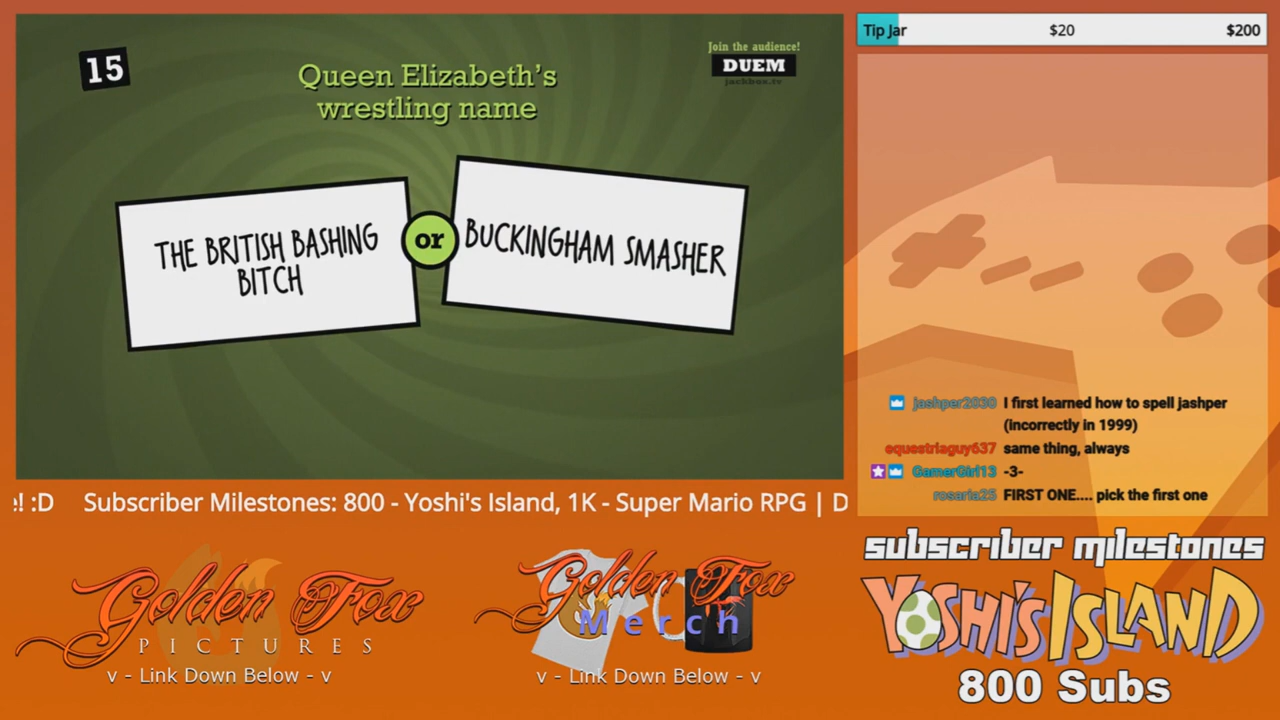 15
Join the audience!
DUEM
jackbox.tv
Queen Elizabeth's
wrestling name
THE BRITISH BASHING
BITCH
or
BUCKINGHAM SMASHER
Tip Jar $20 $200
jashper2030 I first learned how to spell jashper
(incorrectly in 1999)
equestriaguy637 same thing, always
GamerGirl13 -3-
rosaria25 FIRST ONE.... pick the first one
e! :D Subscriber Milestones: 800 - Yoshi's Island, 1K - Super Mario RPG | D
Golden Fox
PICTURES
v - Link Down Below - v
Golden Fox
Merch
v - Link Down Below - v
subscriber milestones
YOSHI'S ISLAND
800 Subs